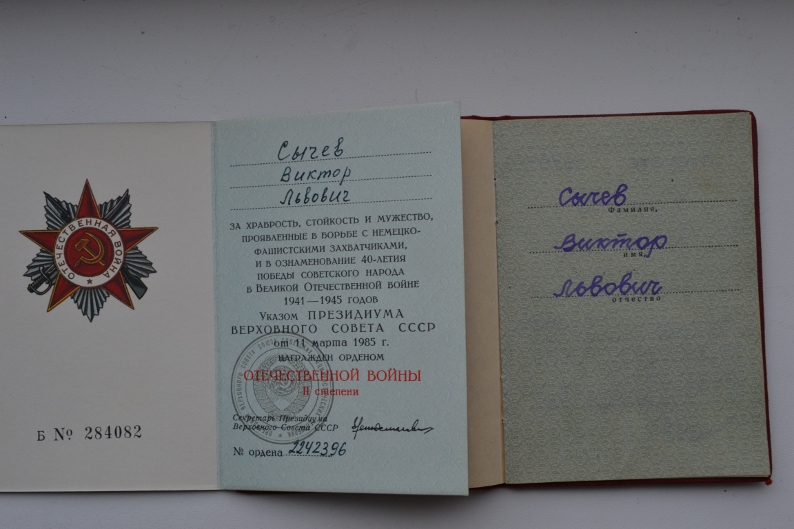 ОТЕЧЕСТВЕННАЯ ВОЙНА
Б № 284082
Сычев
Виктор
Львович
ЗА ХРАБРОСТЬ, СТОЙКОСТЬ И МУЖЕСТВО,
ПРОЯВЛЕННЫЕ В БОРЬБЕ С НЕМЕЦКО-
ФАШИСТСКИМИ ЗАХВАТЧИКАМИ,
И В ОЗНАМЕНОВАНИЕ 40-ЛЕТИЯ
ПОБЕДЫ СОВЕТСКОГО НАРОДА
В ВЕЛИКОЙ ОТЕЧЕСТВЕННОЙ ВОЙНЕ
1941—1945 ГОДОВ
УКАЗОМ ПРЕЗИДИУМА
ВЕРХОВНОГО СОВЕТА СССР
от 11 марта 1985 г.
НАГРАЖДЕН ОРДЕНОМ
ОТЕЧЕСТВЕННОЙ ВОЙНЫ
II степени
Секретарь Президиума
Верховного Совета СССР
№ ордена 2242396
Сычев
Фамилия,
Виктор
имя,
Львович
отчество